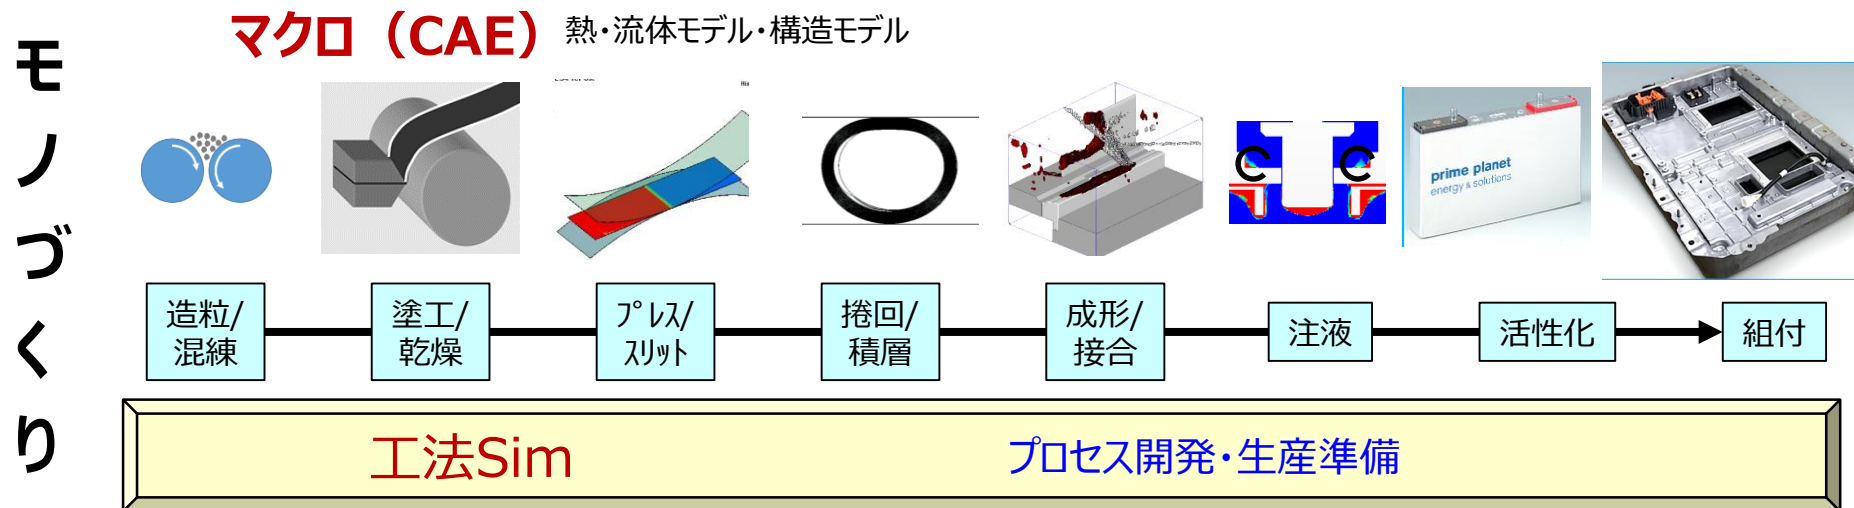 モノづくり
マクロ（CAE）
熱・流体モデル・構造モデル
prime planet
energy & solutions
造粒/
混練
塗工/
乾燥
ﾌﾟﾚｽ/
ｽﾘｯﾄ
捲回/
積層
成形/
接合
注液
活性化
組付
工法Sim
プロセス開発・生産準備